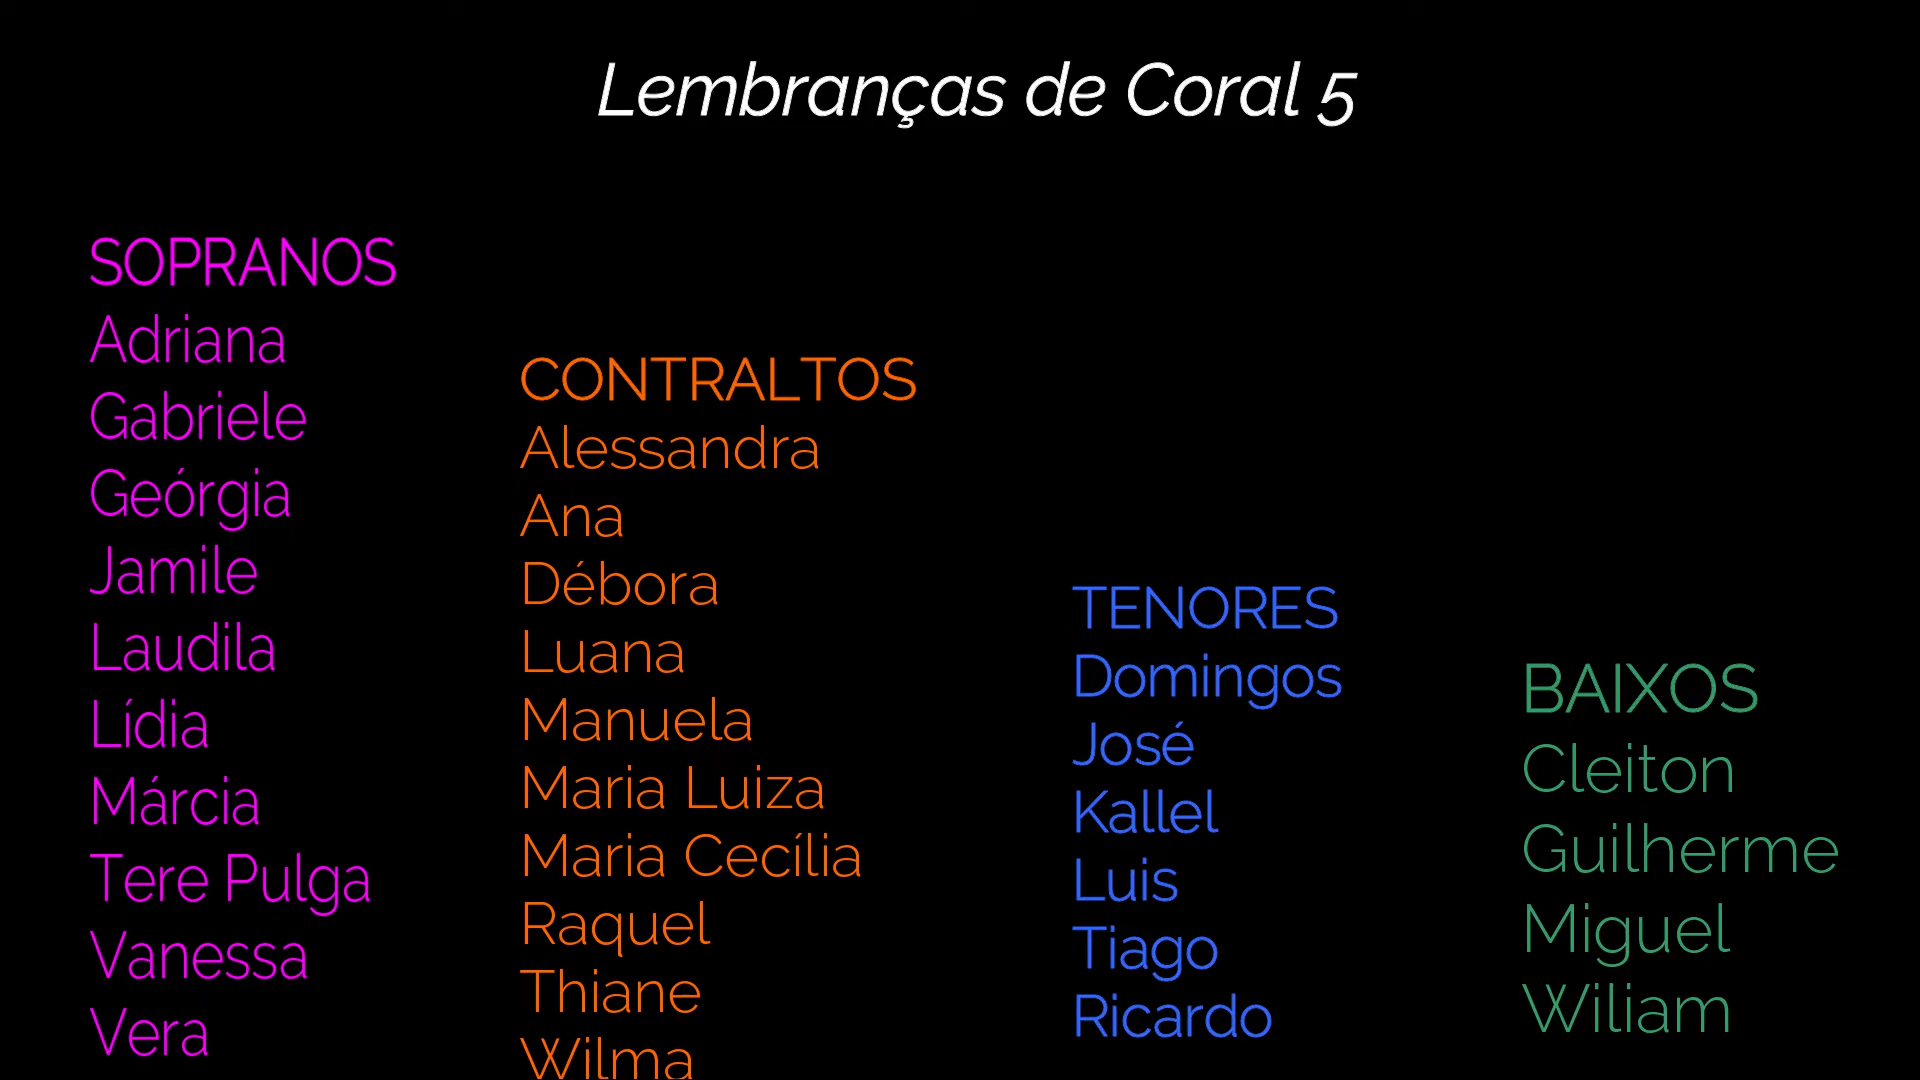 Lembranças de Coral 5
SOPRANOS
Adriana
Gabriele
Geórgia
Jamile
Laudila
Lídia
Márcia
Tere Pulga
Vanessa
Vera
CONTRALTOS
Alessandra
Ana
Débora
Luana
Manuela
Maria Luiza
Maria Cecília
Raquel
Thiane
Wilma
TENORES
Domingos
José
Kallel
Luis
Tiago
Ricardo
BAIXOS
Cleiton
Guilherme
Miguel
Wiliam